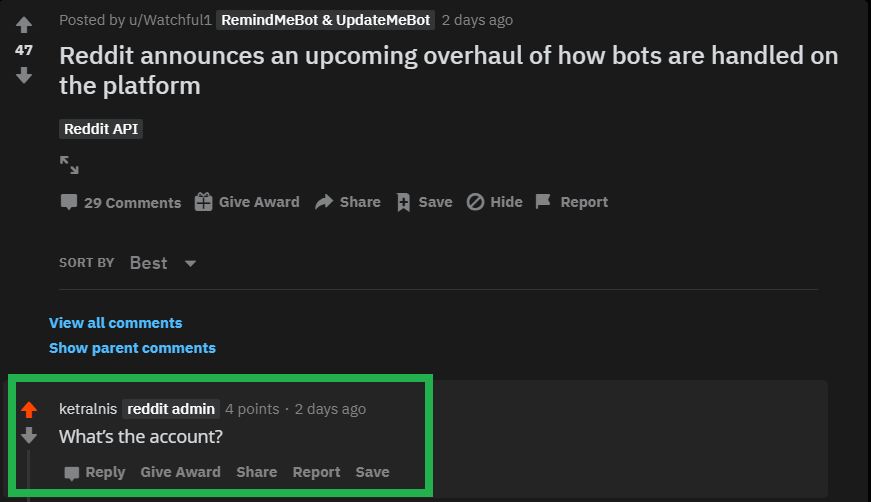 Posted by u/Watchful1 RemindMeBot & UpdateMeBot 2 days ago
47
Reddit announces an upcoming overhaul of how bots are handled on
the platform
Reddit API
29 Comments Give Award Share Save Hide Report
SORT BY Best
View all comments
Show parent comments
ketralnis reddit admin 4 points · 2 days ago
What’s the account?
Reply Give Award Share Report Save